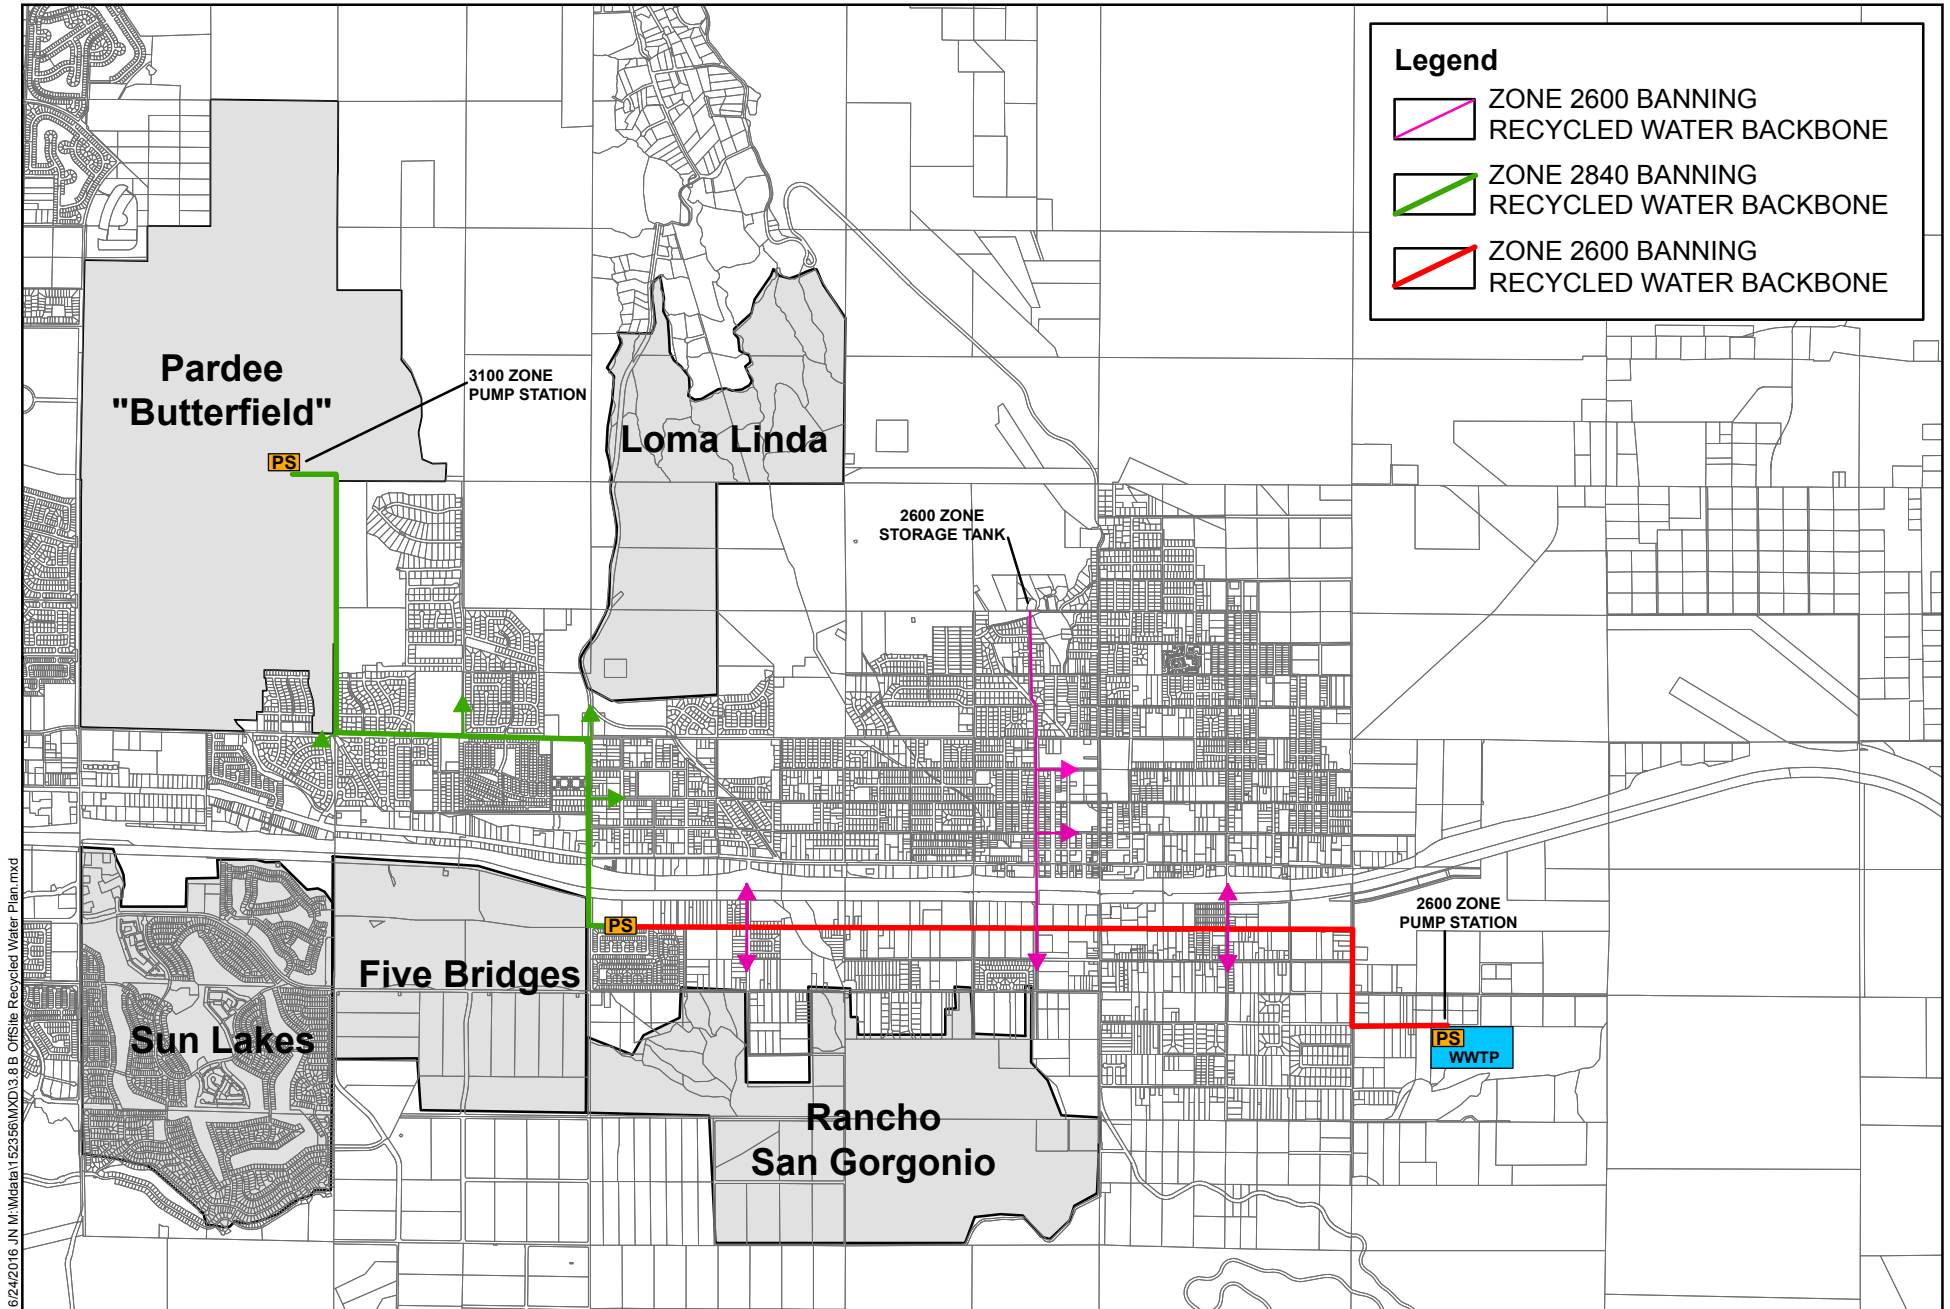 Legend
ZONE 2600 BANNING
RECYCLED WATER BACKBONE
ZONE 2840 BANNING
RECYCLED WATER BACKBONE
ZONE 2600 BANNING
RECYCLED WATER BACKBONE
Pardee
"Butterfield"
3100 ZONE
PUMP STATION
PS
Loma Linda
2600 ZONE
STORAGE TANK
2600 ZONE
PUMP STATION
PS
Five Bridges
Sun Lakes
PS
WWTP
Rancho
San Gorgonio
6/24/2016 JN M:\Mdata\152356\MXD\3.8 B OffSite Recycled Water Plan.mxd